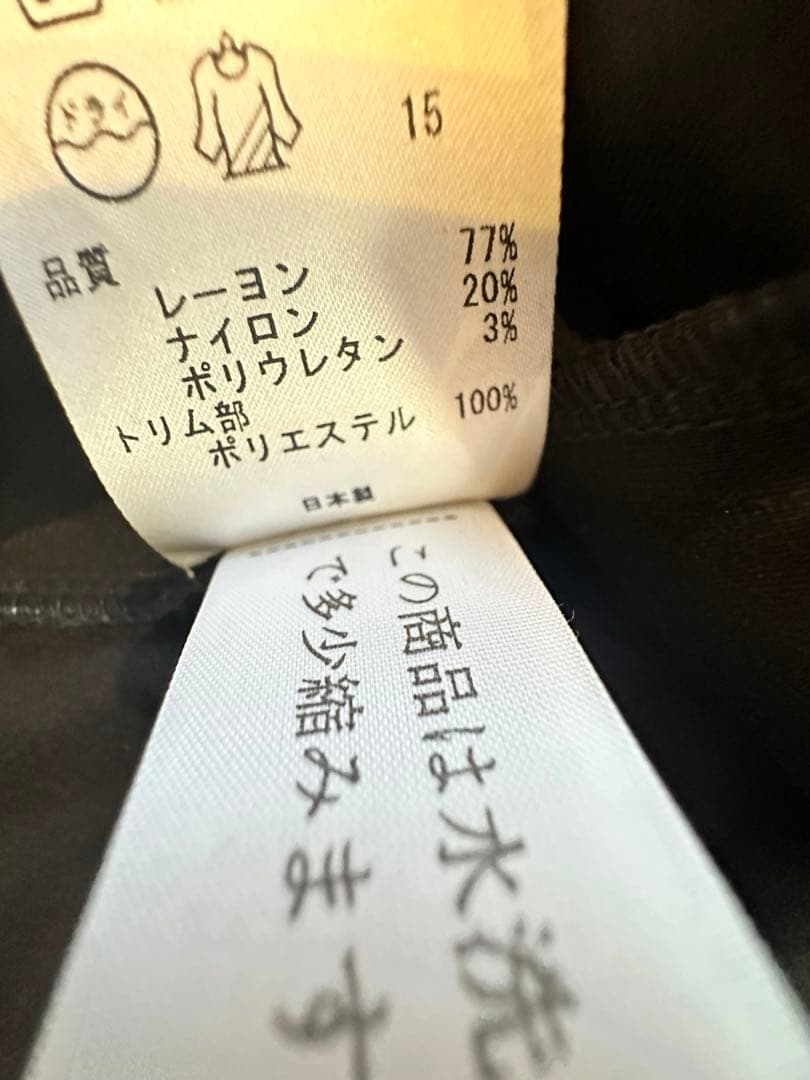 ドライ
15
品質
レーヨン 77%
ナイロン 20%
ポリウレタン 3%
トリム部
ポリエステル 100%
日本製
この商品は水洗
で多少縮みます